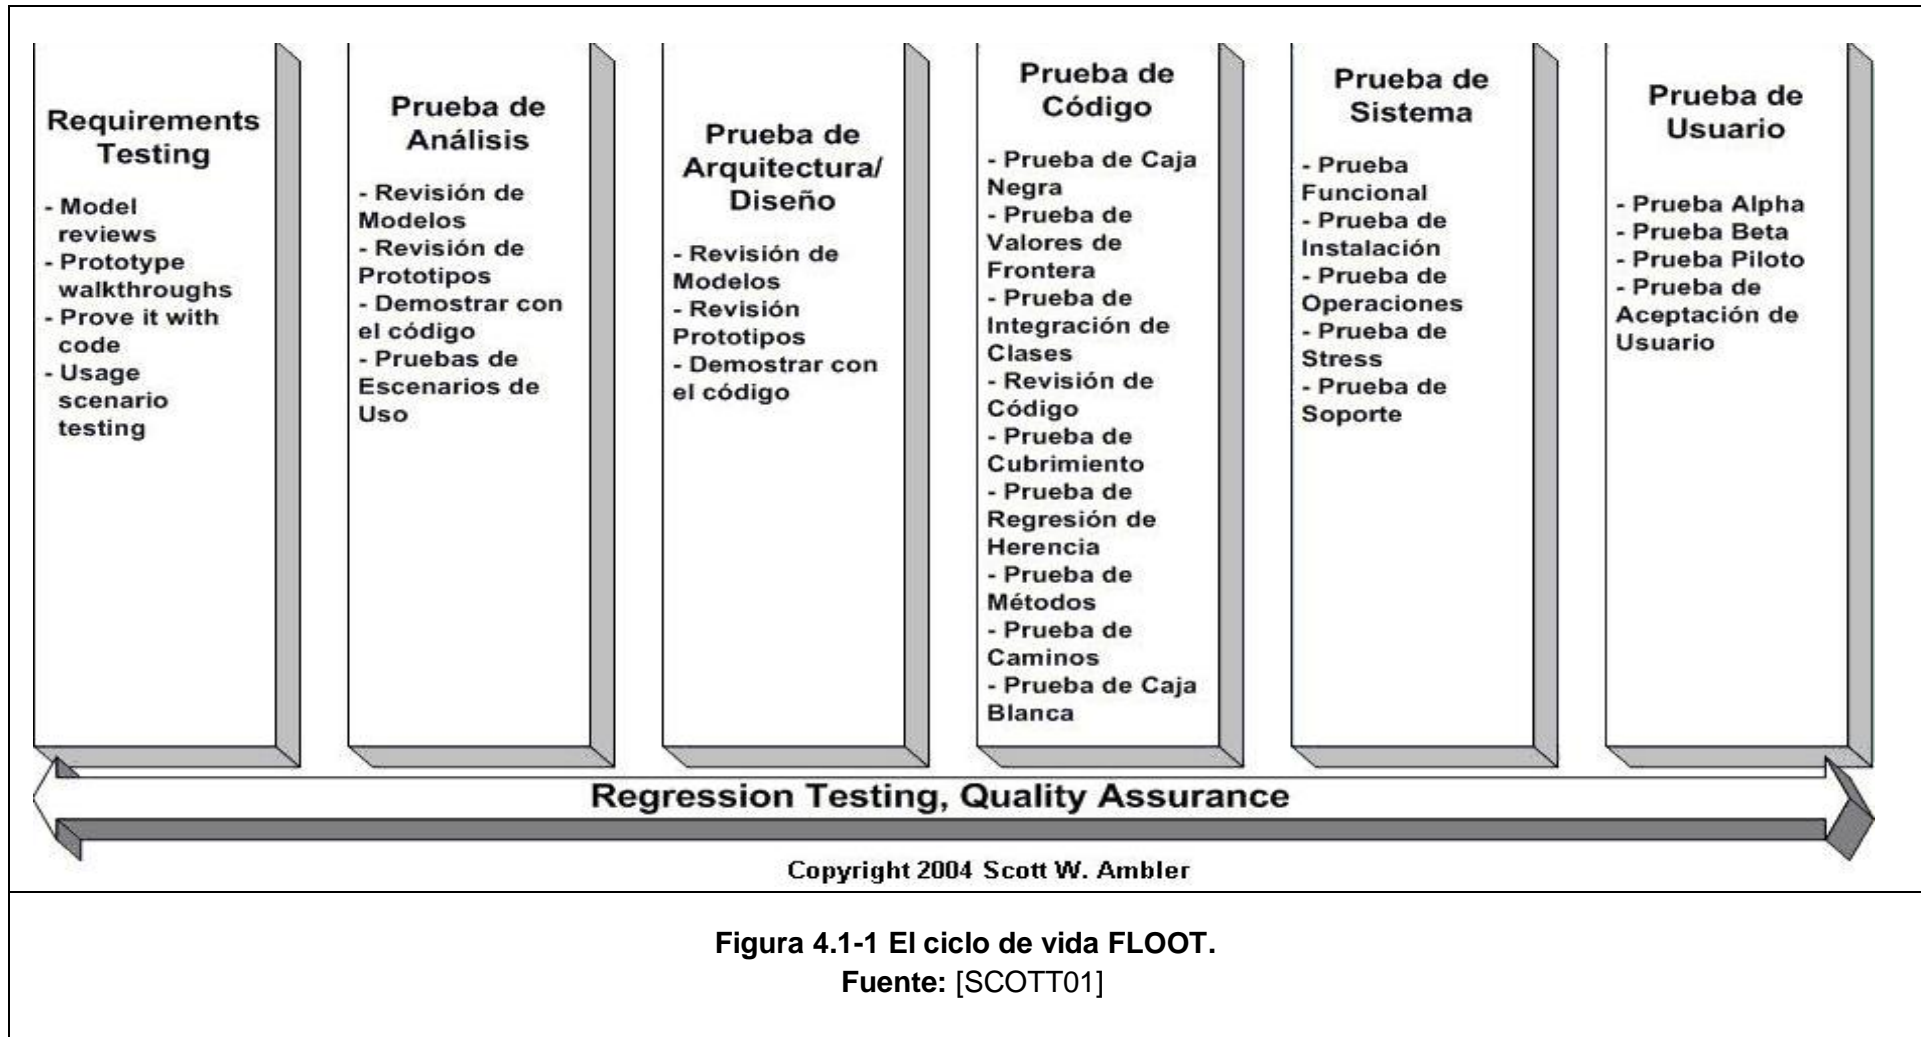 Requirements
Testing
- Model
reviews
- Prototype
walkthroughs
- Prove it with
code
- Usage
scenario
testing
Prueba de
Análisis
- Revisión de
Modelos
- Revisión de
Prototipos
- Demostrar con
el código
- Pruebas de
Escenarios de
Uso
Prueba de
Arquitectura/
Diseño
- Revisión de
Modelos
- Revisión
Prototipos
- Demostrar con
el código
Prueba de
Código
- Prueba de Caja
Negra
- Prueba de
Valores de
Frontera
- Prueba de
Integración de
Clases
- Revisión de
Código
- Prueba de
Cubrimiento
- Prueba de
Regresión de
Herencia
- Prueba de
Métodos
- Prueba de
Caminos
- Prueba de Caja
Blanca
Prueba de
Sistema
- Prueba
Funcional
- Prueba de
Instalación
- Prueba de
Operaciones
- Prueba de
Stress
- Prueba de
Soporte
Prueba de
Usuario
- Prueba Alpha
- Prueba Beta
- Prueba Piloto
- Prueba de
Aceptación de
Usuario
Regression Testing, Quality Assurance
Copyright 2004 Scott W. Ambler
Figura 4.1-1 El ciclo de vida FLOOT.
Fuente: [SCOTT01]